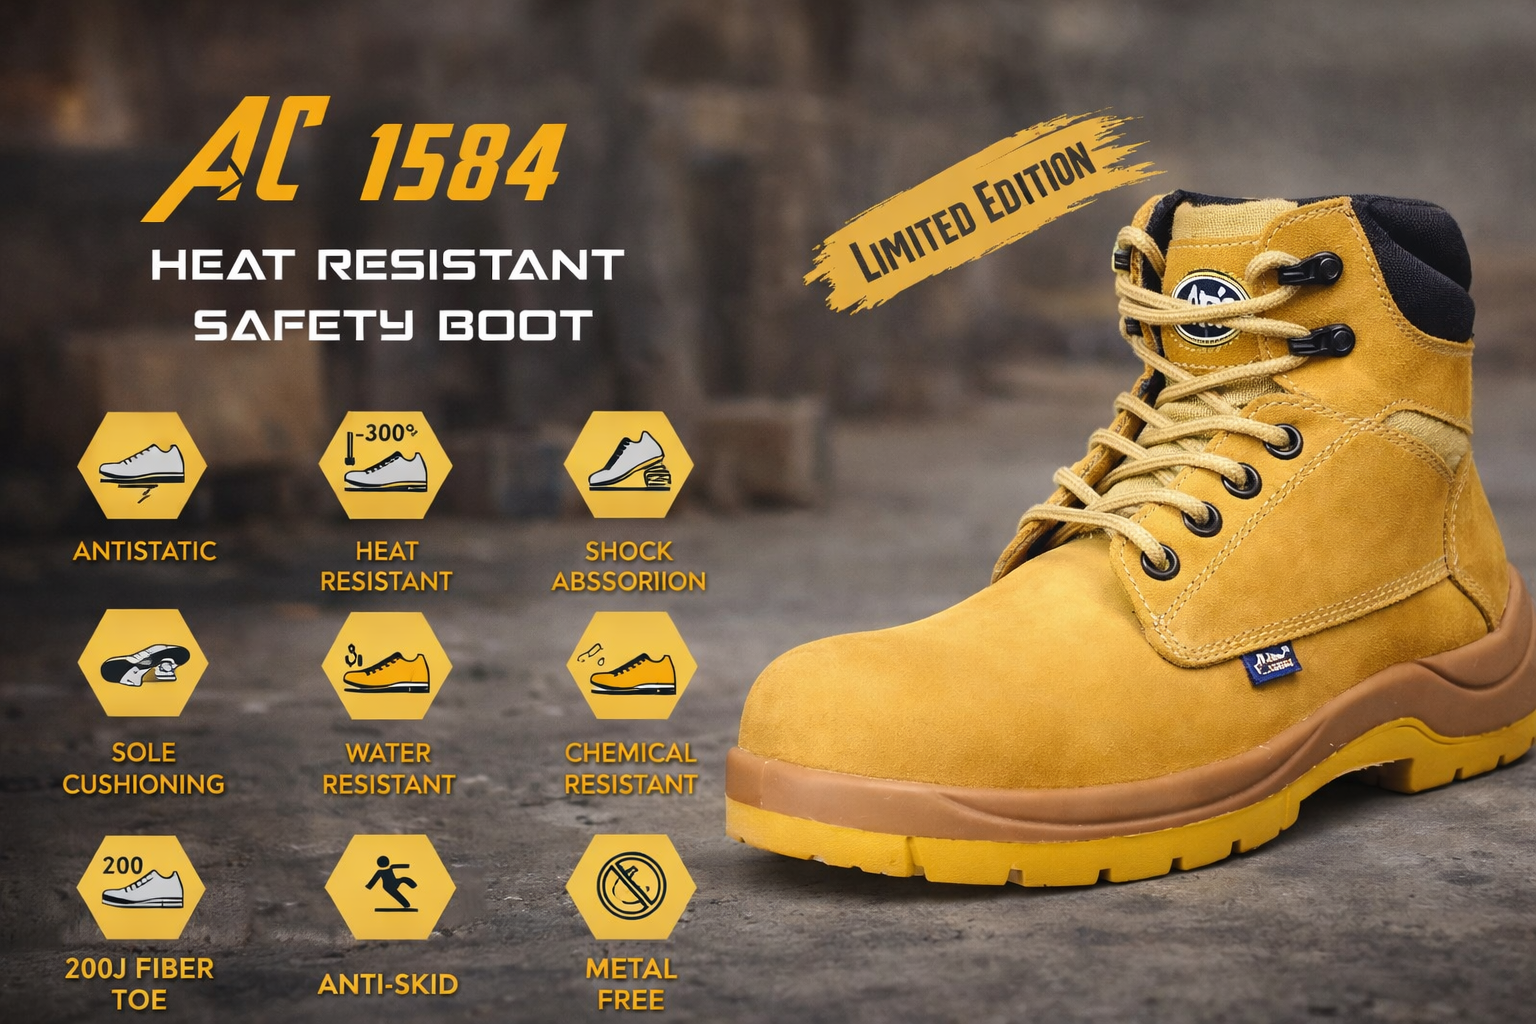 AC 1584
LIMITED EDITION
HEAT RESISTANT
SAFETY BOOT
-300°
ANTISTATIC
HEAT
RESISTANT
SHOCK
ABSSORIION
SOLE
CUSHIONING
WATER
RESISTANT
CHEMICAL
RESISTANT
200
200J FIBER
TOE
ANTI-SKID
METAL
FREE